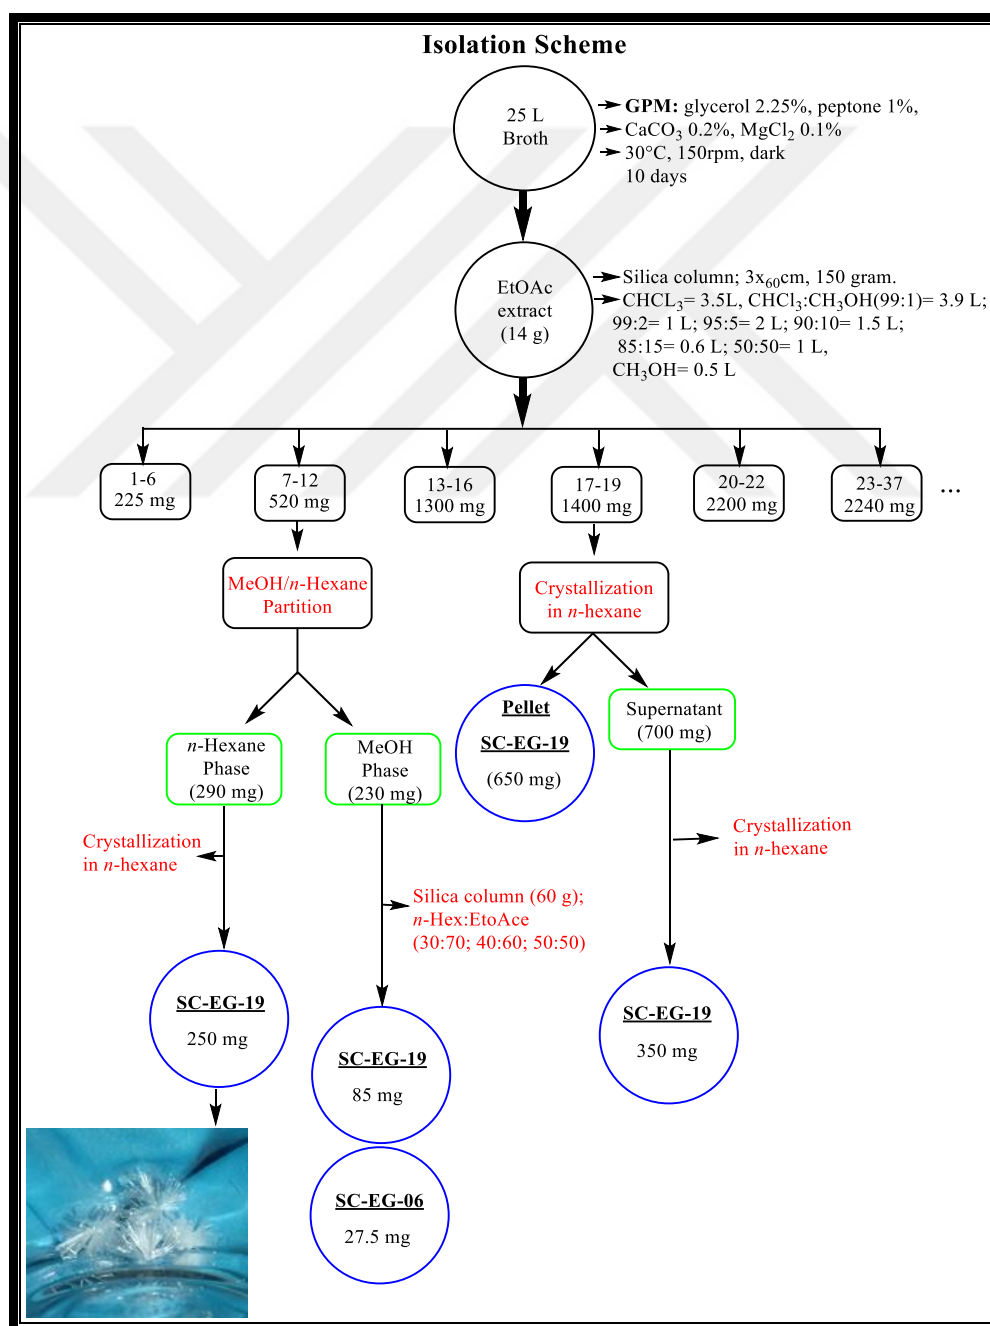 Isolation Scheme
25 L
Broth
GPM: glycerol 2.25%, peptone 1%,
CaCO3 0.2%, MgCl2 0.1%
30°C, 150rpm, dark
10 days
EtOAc
extract
(14 g)
Silica column; 3x60cm, 150 gram.
CHCL3= 3.5L, CHCl3:CH3OH(99:1)= 3.9 L;
99:2= 1 L; 95:5= 2 L; 90:10= 1.5 L;
85:15= 0.6 L; 50:50= 1 L,
CH3OH= 0.5 L
1-6
225 mg
7-12
520 mg
13-16
1300 mg
17-19
1400 mg
20-22
2200 mg
23-37
2240 mg
...
MeOH/n-Hexane
Partition
Crystallization
in n-hexane
n-Hexane
Phase
(290 mg)
MeOH
Phase
(230 mg)
Pellet
SC-EG-19
(650 mg)
Supernatant
(700 mg)
Crystallization
in n-hexane
Silica column (60 g);
n-Hex:EtoAce
(30:70; 40:60; 50:50)
Crystallization
in n-hexane
SC-EG-19
250 mg
SC-EG-19
85 mg
SC-EG-06
27.5 mg
SC-EG-19
350 mg